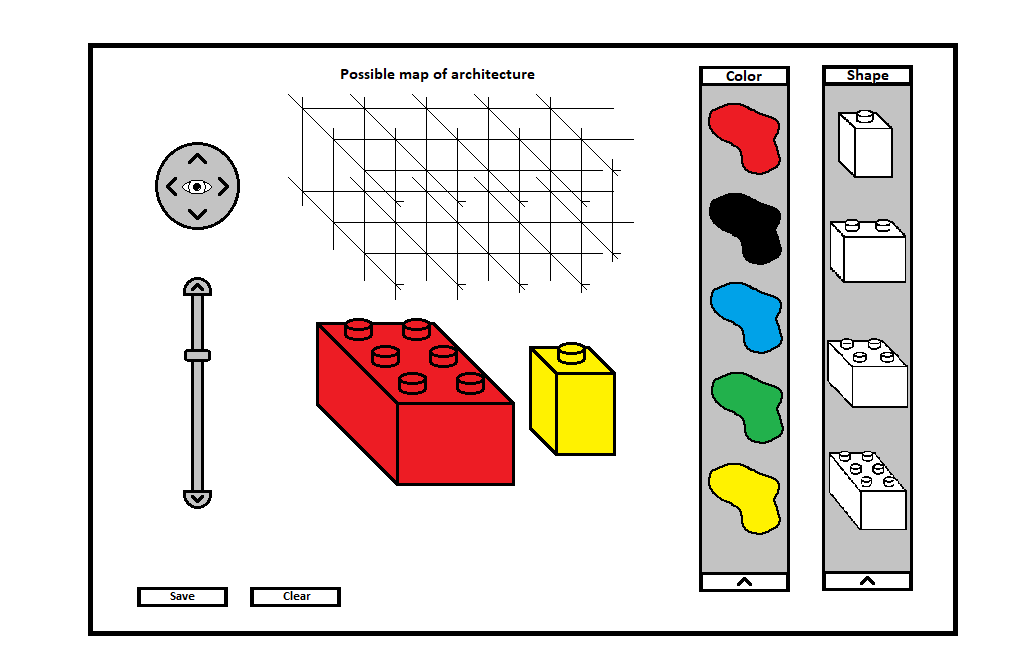 Possible map of architecture
Color
Shape
Save
Clear